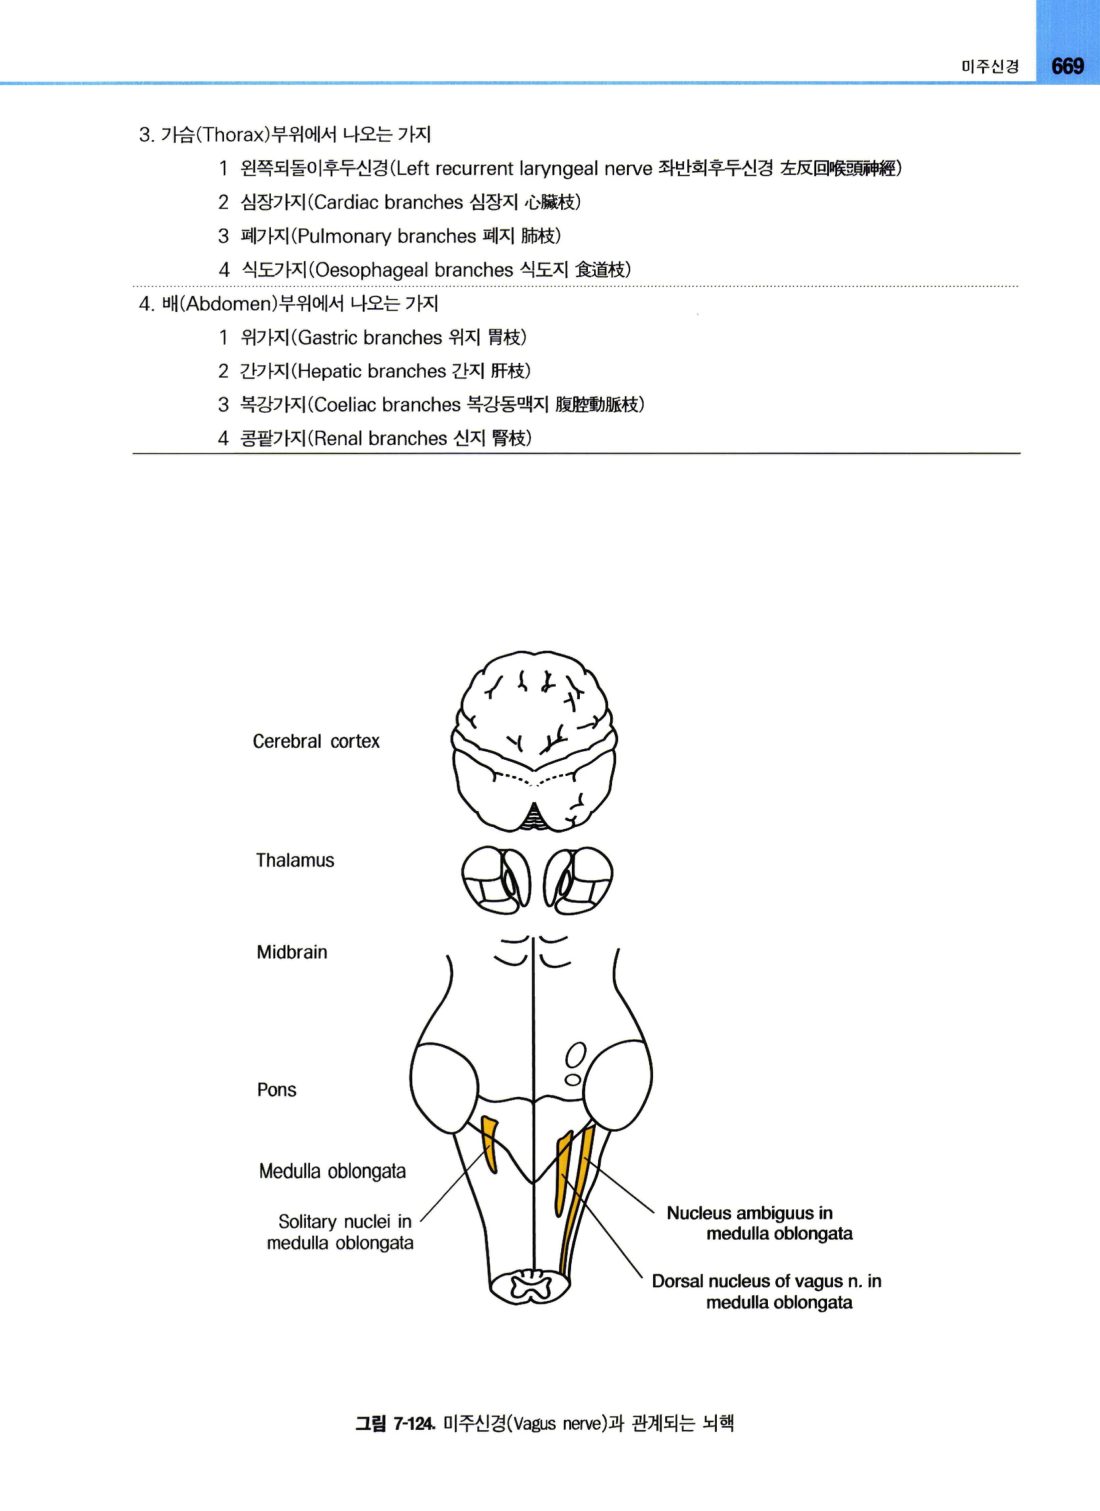 미주신경 669
3. 가슴(Thorax)부위에서 나오는 가지
1 왼쪽되돌이후두신경(Left recurrent laryngeal nerve 좌반회후두신경 左反回喉頭神經)
2 심장가지(Cardiac branches 심장지 心臟枝)
3 폐가지(Pulmonary branches 폐지 肺枝)
4 식도가지(Oesophageal branches 식도지 食道枝)
4. 배(Abdomen)부위에서 나오는 가지
1 위가지(Gastric branches 위지 胃枝)
2 간가지(Hepatic branches 간지 肝枝)
3 복강가지(Coeliac branches 복강동맥지 腹腔動脈枝)
4 콩팥가지(Renal branches 신지 腎枝)
Cerebral cortex
Thalamus
Midbrain
Pons
Medulla oblongata
Solitary nuclei in
medulla oblongata
Nucleus ambiguus in
medulla oblongata
Dorsal nucleus of vagus n. in
medulla oblongata
그림 7-124. 미주신경(Vagus nerve)과 관계되는 뇌핵